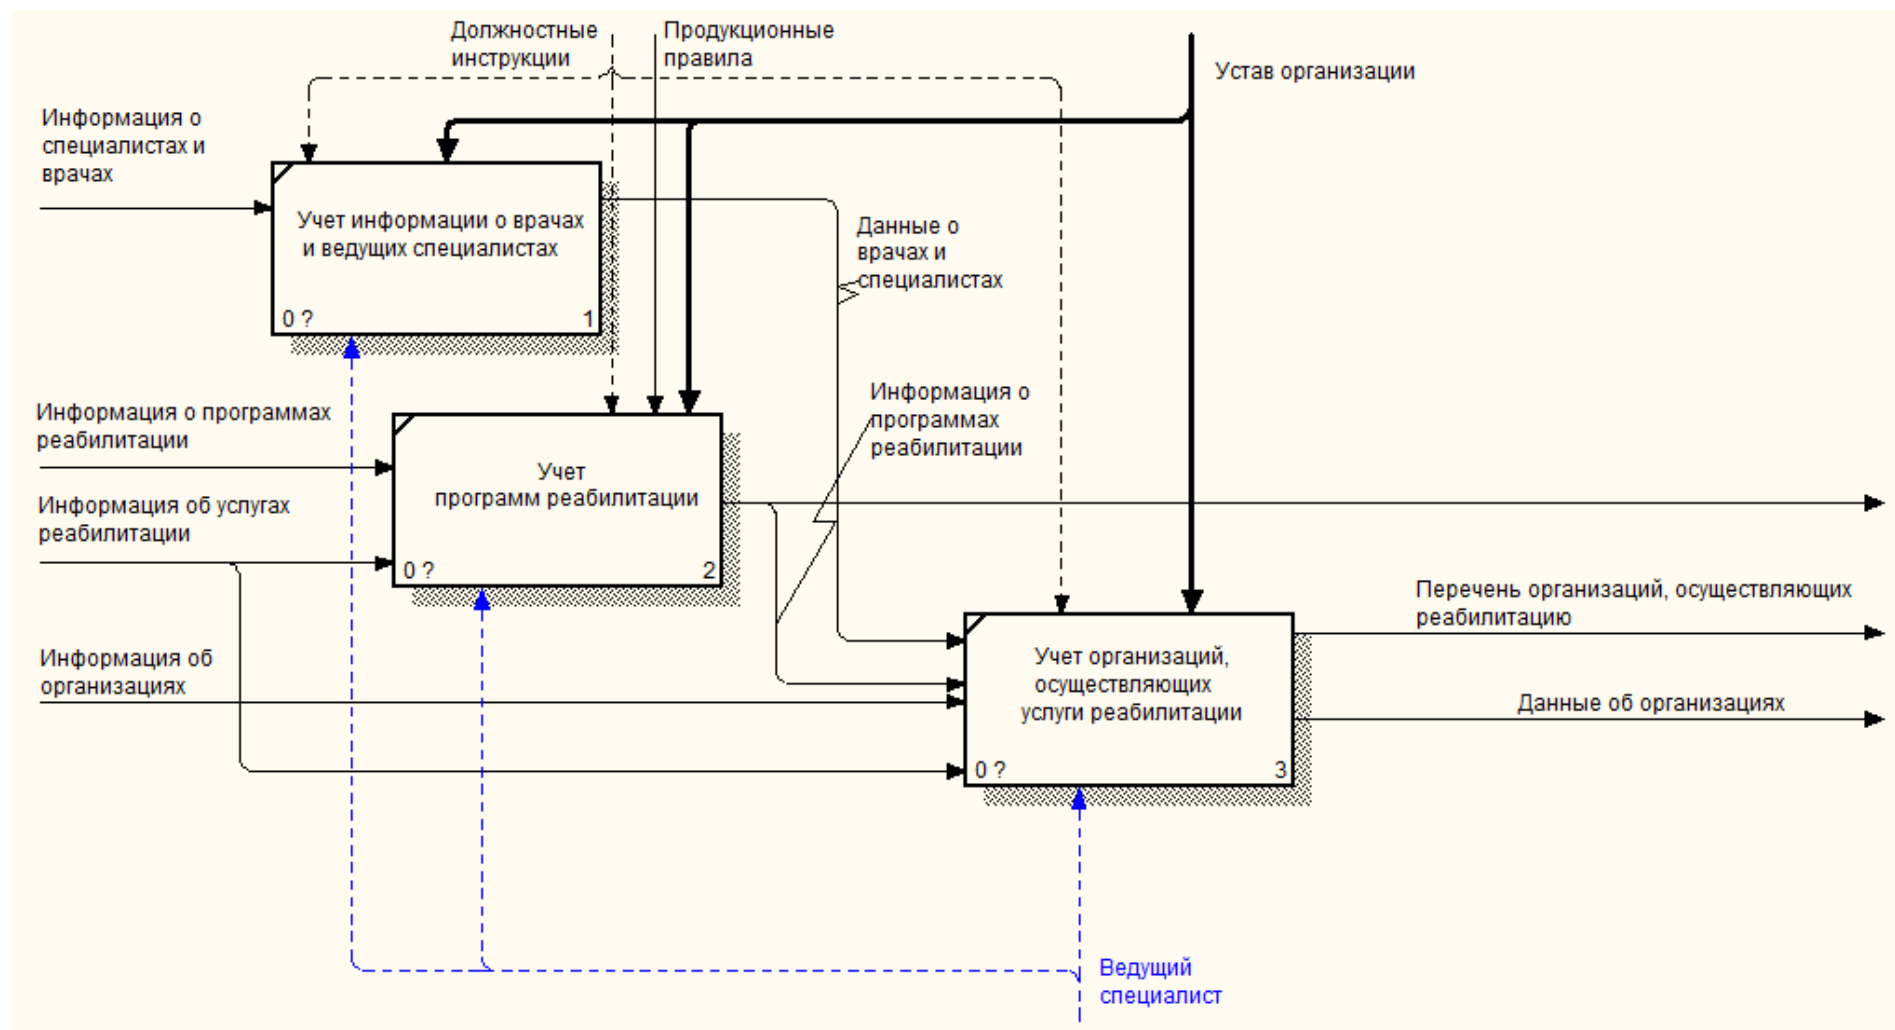 Должностные
инструкции
Продукционные
правила
Устав организации
Информация о
специалистах и
врачах
Учет информации о врачах
и ведущих специалистах
0 ?
1
Данные о
врачах и
специалистах
Информация о программах
реабилитации
Информация о
программах
реабилитации
Учет
программ реабилитации
0 ?
2
Информация об услугах
реабилитации
Перечень организаций, осуществляющих
реабилитацию
Информация об
организациях
Учет организаций,
осуществляющих
услуги реабилитации
0 ?
3
Данные об организациях
Ведущий
специалист